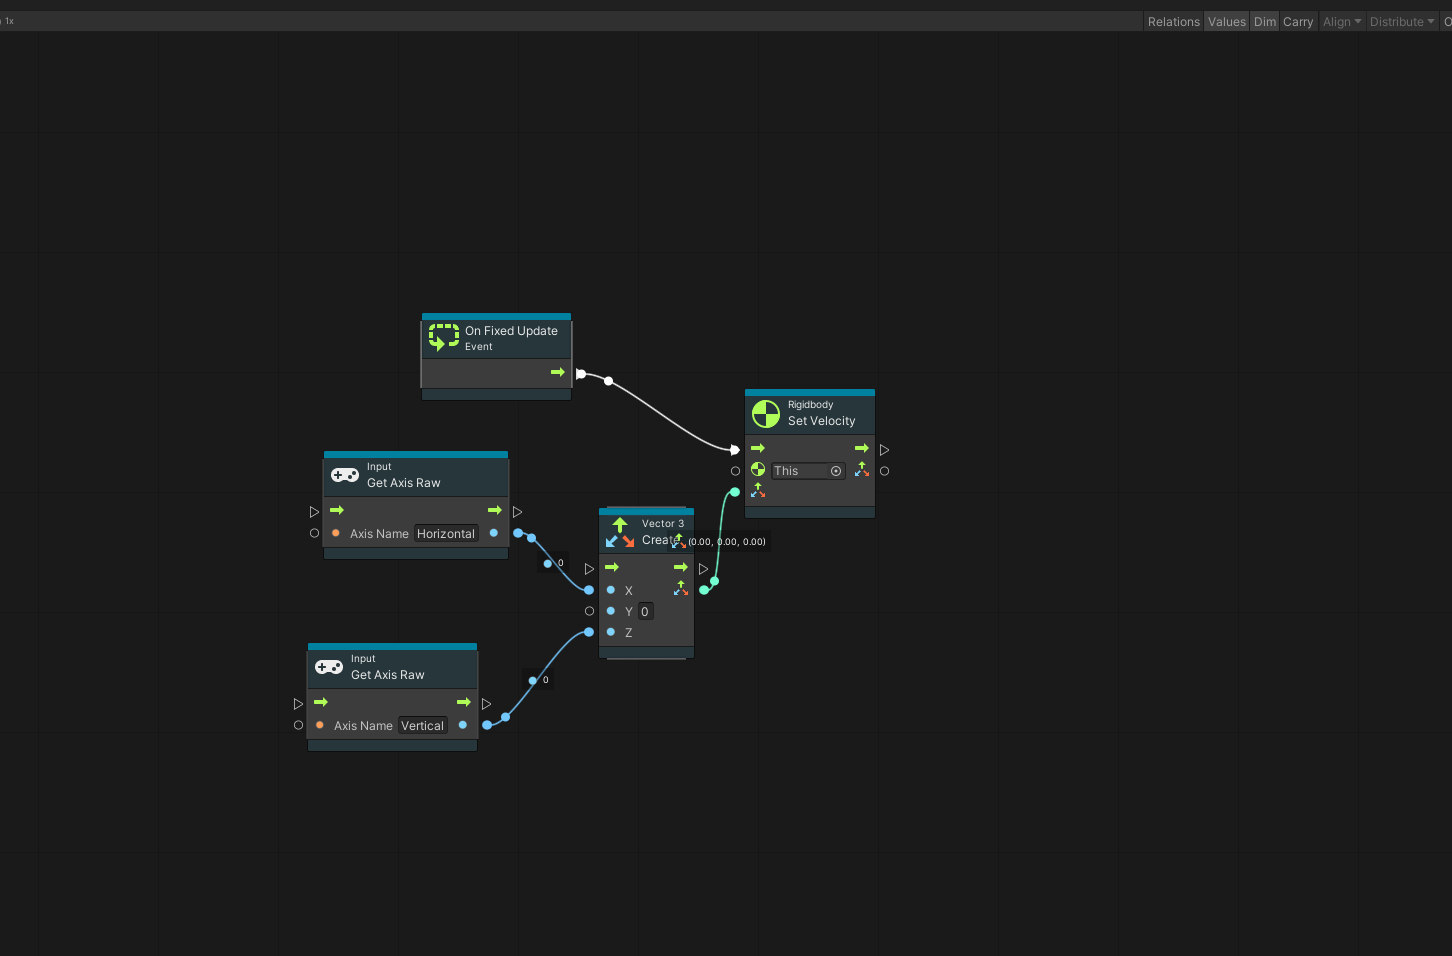 1x
Relations Values Dim Carry Align Distribute O
On Fixed Update
Event
Rigidbody
Set Velocity
This
Input
Get Axis Raw
Axis Name Horizontal
0
Vector 3
Create
(0.00, 0.00, 0.00)
X
Y 0
Z
Input
Get Axis Raw
Axis Name Vertical
0